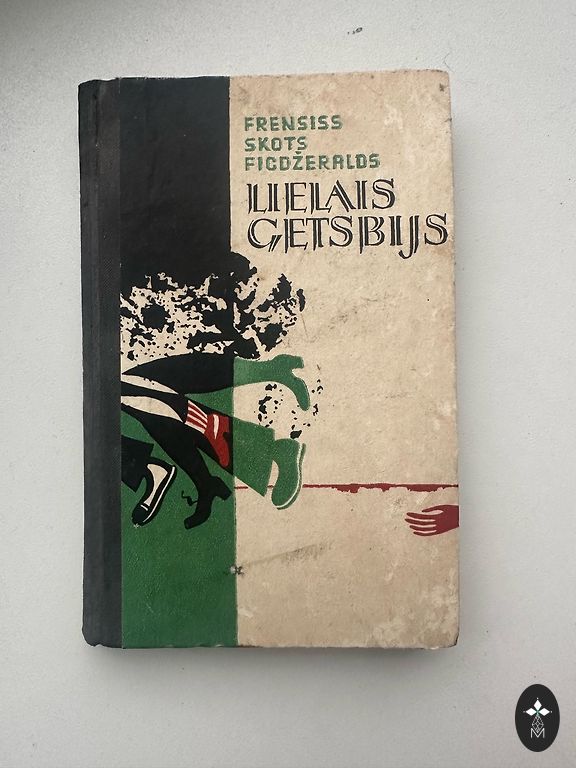 FRENSISS
SKOTS
FICDŽERALDS
LIELAIS
GETSBIJS
M